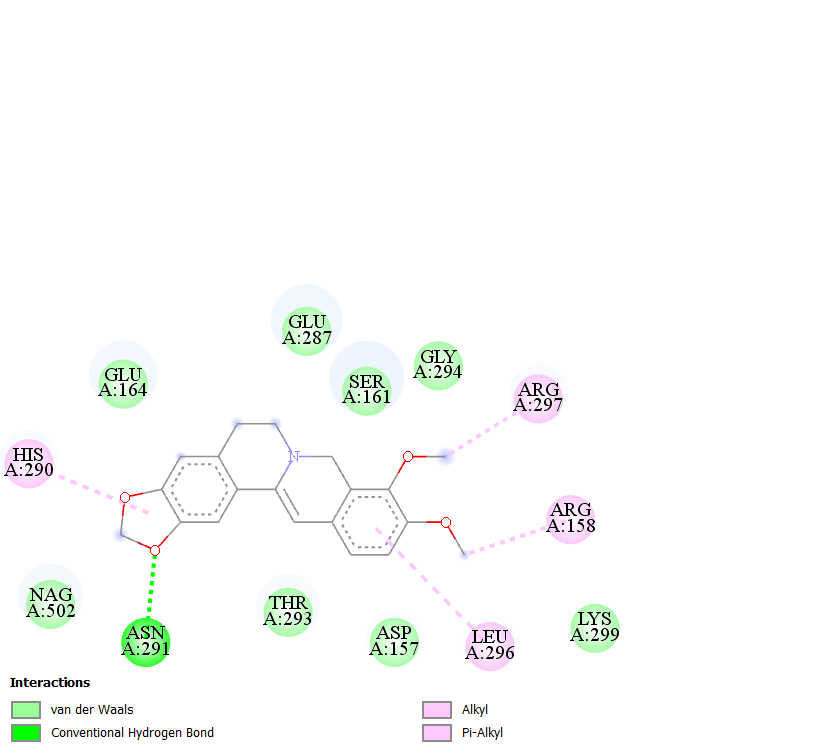 GLU
A:287
GLY
A:294
GLU
A:164
SER
A:161
ARG
A:297
HIS
A:290
N
ARG
A:158
NAG
A:502
THR
A:293
ASN
A:291
ASP
A:157
LEU
A:296
LYS
A:299
Interactions
van der Waals
Conventional Hydrogen Bond
Alkyl
Pi-Alkyl